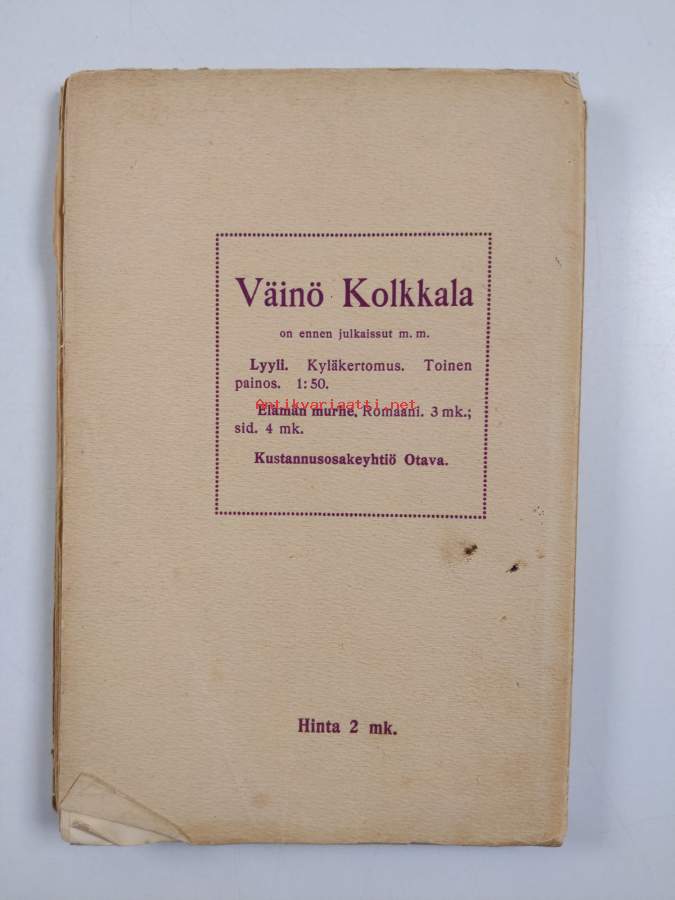 Väinö Kolkkala
on ennen julkaissut m. m.
Lyyli. Kyläkertomus. Toinen
painos. 1:50.
Antikvariaatti.net
Elämän murhe. Romaani. 3 mk.;
sid. 4 mk.
Kustannusosakeyhtiö Otava.
Hinta 2 mk.